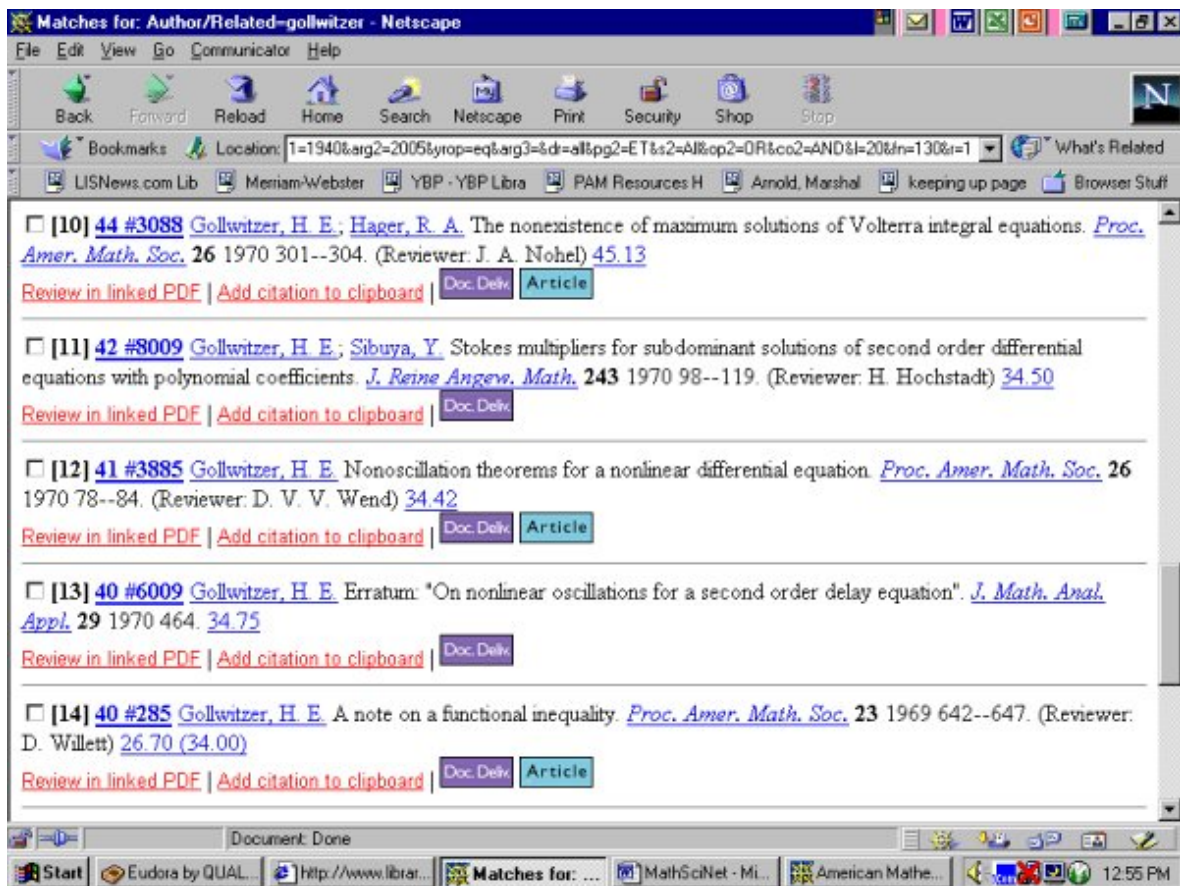 Matches for: Author/Related=gollwitzer - Netscape
File Edit View Go Communicator Help
Back Forward Reload Home Search Netscape Print Security Shop Stop
Bookmarks Location: 1=1940&arg2=2005&yrop=eq&arg3=&dr=all&pg2=ET&s2=All&op2=OR&co2=AND&l=20&fn=130&r=1 What's Related
LISNews.com Lib Merriam-Webster YBP - YBP Libra PAM Resources H Arnold, Marshal keeping up page Browser Stuff
[10] 44 #3088 Gollwitzer, H. E.; Hager, R. A. The nonexistence of maximum solutions of Volterra integral equations. Proc.
Amer. Math. Soc. 26 1970 301--304. (Reviewer: J. A. Nohel) 45.13
Review in linked PDF | Add citation to clipboard | Doc. Deliv. Article
[11] 42 #8009 Gollwitzer, H. E.; Sibuya, Y. Stokes multipliers for subdominant solutions of second order differential
equations with polynomial coefficients. J. Reine Angew. Math. 243 1970 98--119. (Reviewer: H. Hochstadt) 34.50
Review in linked PDF | Add citation to clipboard | Doc. Deliv.
[12] 41 #3885 Gollwitzer, H. E. Nonoscillation theorems for a nonlinear differential equation. Proc. Amer. Math. Soc. 26
1970 78--84. (Reviewer: D. V. V. Wend) 34.42
Review in linked PDF | Add citation to clipboard | Doc. Deliv. Article
[13] 40 #6009 Gollwitzer, H. E. Erratum: "On nonlinear oscillations for a second order delay equation". J. Math. Anal.
Appl. 29 1970 464. 34.75
Review in linked PDF | Add citation to clipboard | Doc. Deliv.
[14] 40 #285 Gollwitzer, H. E. A note on a functional inequality. Proc. Amer. Math. Soc. 23 1969 642--647. (Reviewer:
D. Willett) 26.70 (34.00)
Review in linked PDF | Add citation to clipboard | Doc. Deliv. Article
Document: Done
Start Eudora by QUAL... http://www.librar... Matches for: ... MathSciNet - Mi... American Mathe... 12:55 PM